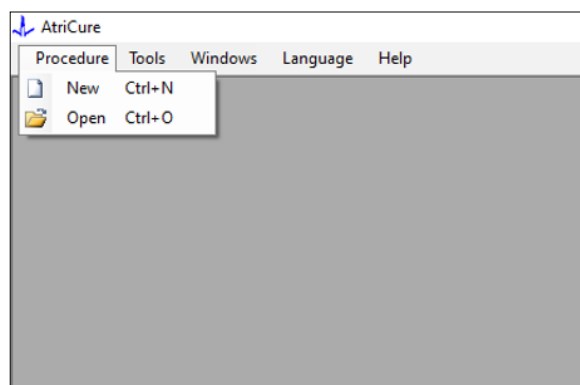 AtriCure
Procedure Tools Windows Language Help
New Ctrl+N
Open Ctrl+O